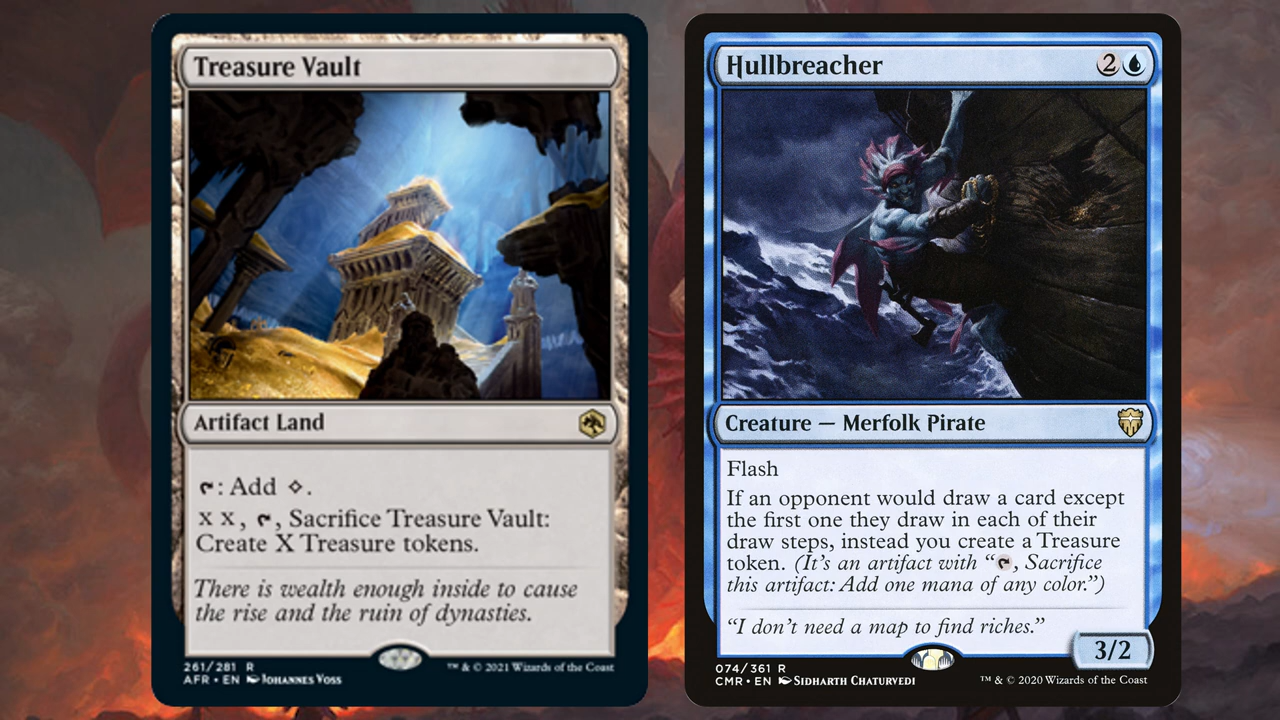 Treasure Vault
Artifact Land
: Add .
X X, , Sacrifice Treasure Vault:
Create X Treasure tokens.
There is wealth enough inside to cause
the rise and the ruin of dynasties.
261/281 R
AFR • EN Johannes Voss
™ & © 2021 Wizards of the Coast
Hullbreacher
2
Creature — Merfolk Pirate
Flash
If an opponent would draw a card except
the first one they draw in each of their
draw steps, instead you create a Treasure
token. (It's an artifact with “, Sacrifice
this artifact: Add one mana of any color.”)
“I don't need a map to find riches.”
3/2
074/361 R
CMR • EN Sidharth Chaturvedi
™ & © 2020 Wizards of the Coast